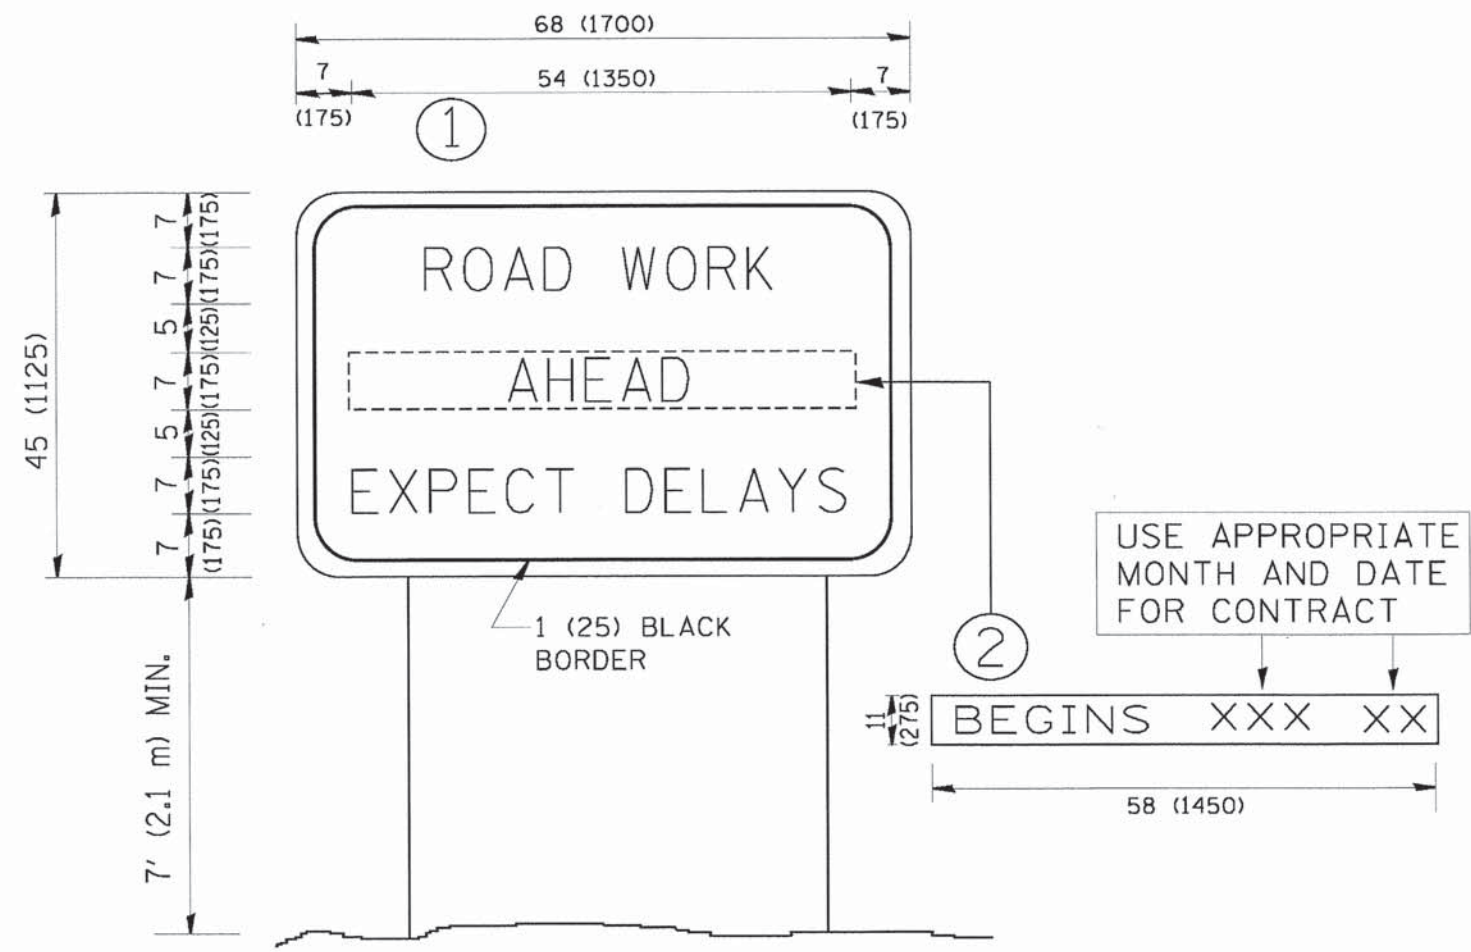 68 (1700)
7
54 (1350)
7
(175)
(175)
1
7
(175)
7
(175)
5
(125)
7
(175)
5
(125)
7
(175)
7
(175)
45 (1125)
ROAD WORK
AHEAD
EXPECT DELAYS
1 (25) BLACK
BORDER
7' (2.1 m) MIN.
2
USE APPROPRIATE
MONTH AND DATE
FOR CONTRACT
11
(275)
BEGINS XXX XX
58 (1450)